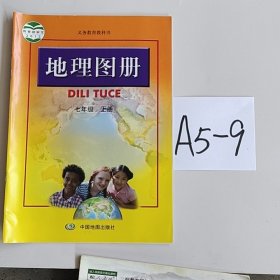 义务教育教科书
地理图册
DILI TUCE
七年级 上册
中国地图出版社
A5-9